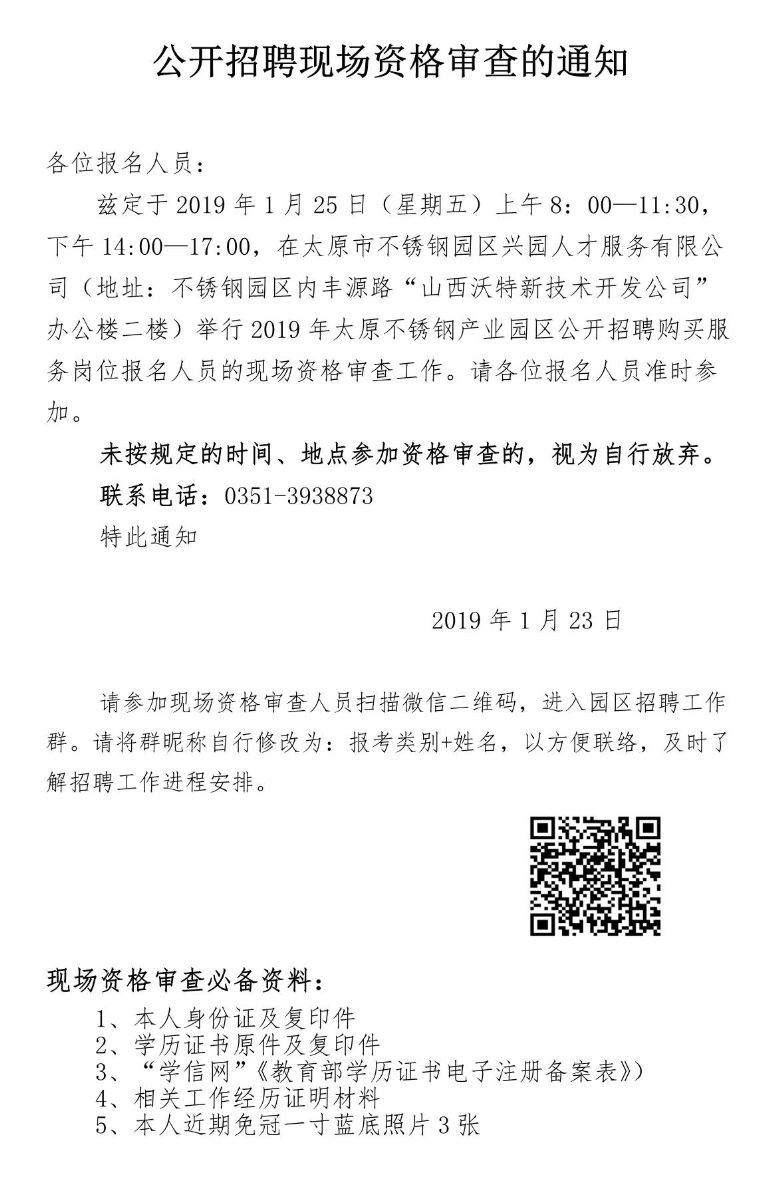 公开招聘现场资格审查的通知
各位报名人员：
兹定于 2019 年 1 月 25 日（星期五）上午 8：00—11:30，
下午 14:00—17:00，在太原市不锈钢园区兴园人才服务有限公
司（地址：不锈钢园区内丰源路“山西沃特新技术开发公司”
办公楼二楼）举行 2019 年太原不锈钢产业园区公开招聘购买服
务岗位报名人员的现场资格审查工作。请各位报名人员准时参
加。
未按规定的时间、地点参加资格审查的，视为自行放弃。
联系电话：0351-3938873
特此通知
2019 年 1 月 23 日
请参加现场资格审查人员扫描微信二维码，进入园区招聘工作
群。请将群昵称自行修改为：报考类别+姓名，以方便联络，及时了
解招聘工作进程安排。
现场资格审查必备资料：
1、本人身份证及复印件
2、学历证书原件及复印件
3、“学信网”《教育部学历证书电子注册备案表》）
4、相关工作经历证明材料
5、本人近期免冠一寸蓝底照片 3 张